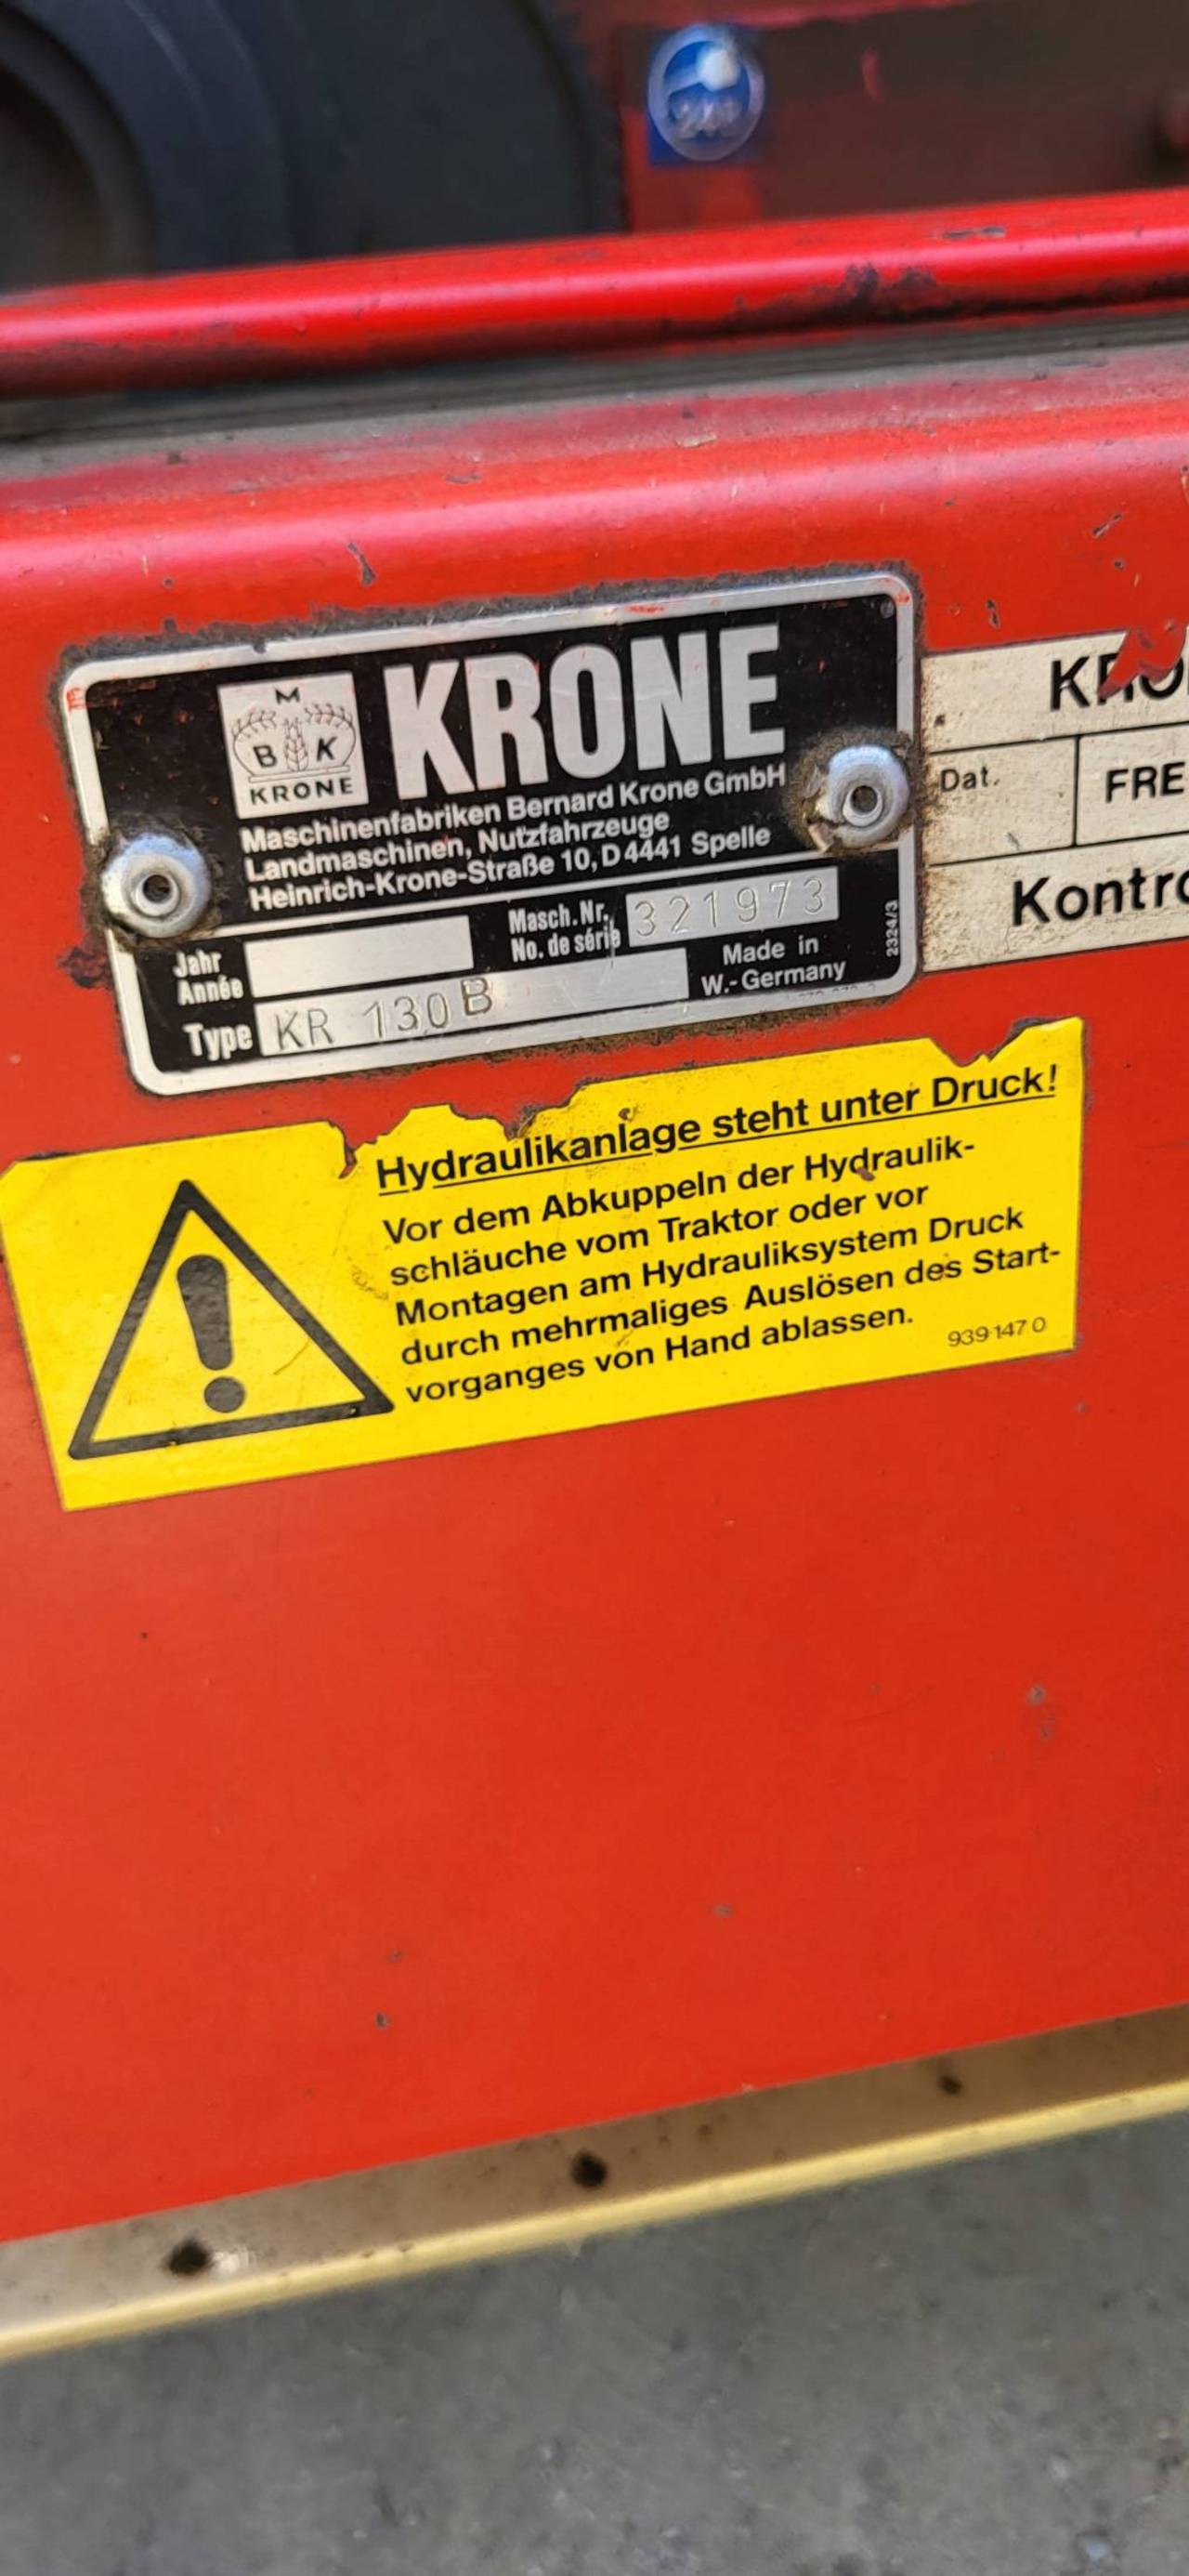 M
B K
KRONE
KRONE
Maschinenfabriken Bernard Krone GmbH
Landmaschinen, Nutzfahrzeuge
Heinrich-Krone-Straße 10, D 4441 Spelle
Jahr
Année
Masch. Nr.
No. de série
321973
Type KR 130 B
Made in
W.-Germany
2324/3
Dat.
FRE
Kontro
Hydraulikanlage steht unter Druck!
Vor dem Abkuppeln der Hydraulik-
schläuche vom Traktor oder vor
Montagen am Hydrauliksystem Druck
durch mehrmaliges Auslösen des Start-
vorganges von Hand ablassen.
939 147 0